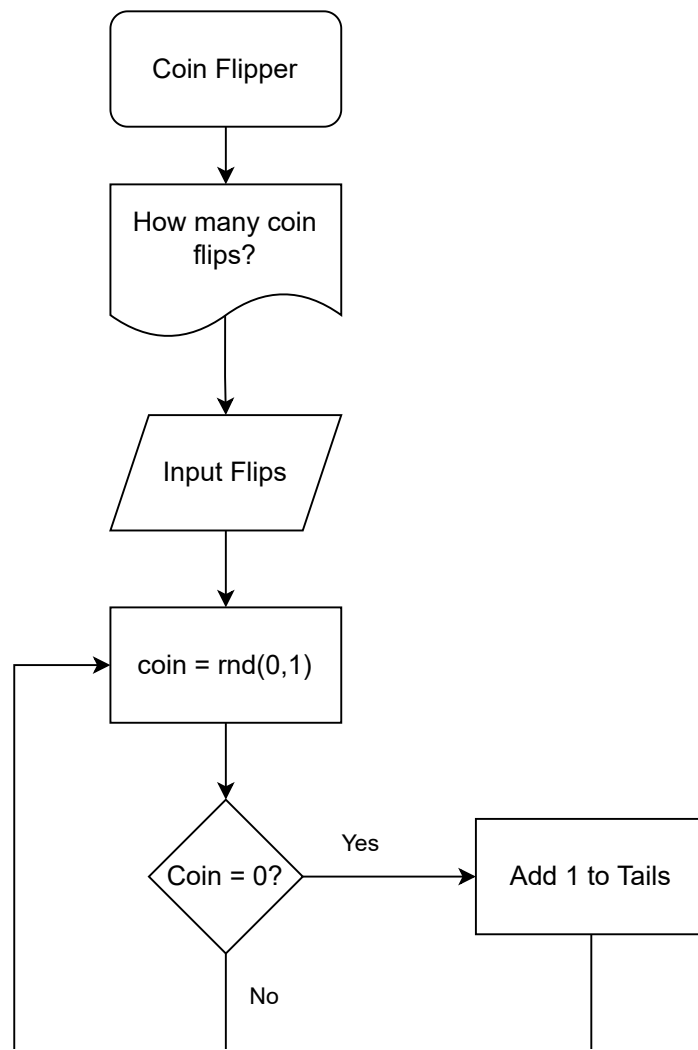 Coin Flipper
How many coin
flips?
Input Flips
coin = rnd(0,1)
Coin = 0?
Yes
Add 1 to Tails
No